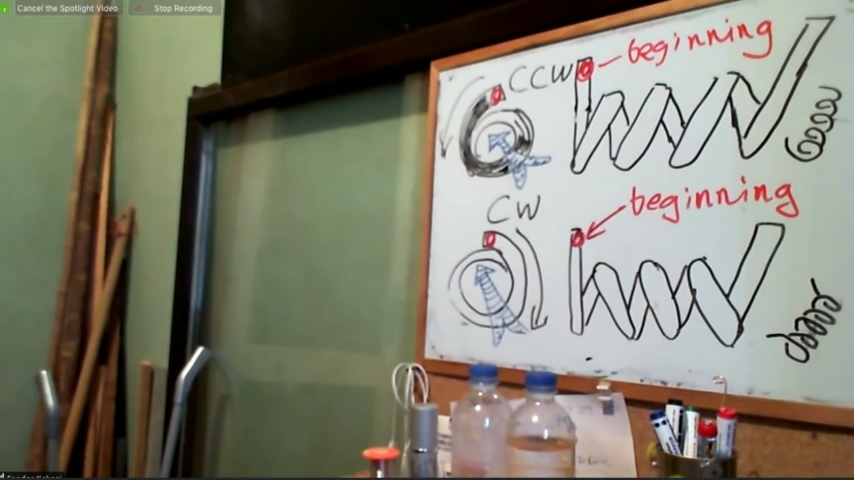 Cancel the Spotlight Video
Stop Recording
CCW
beginning
CW
beginning